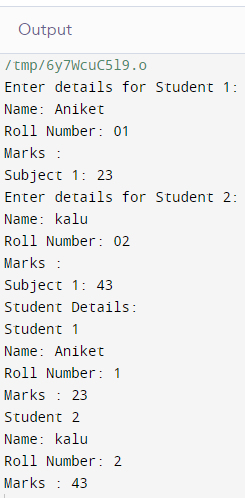 Output
/tmp/6y7WcuC5l9.o
Enter details for Student 1:
Name: Aniket
Roll Number: 01
Marks :
Subject 1: 23
Enter details for Student 2:
Name: kalu
Roll Number: 02
Marks :
Subject 1: 43
Student Details:
Student 1
Name: Aniket
Roll Number: 1
Marks : 23
Student 2
Name: kalu
Roll Number: 2
Marks : 43